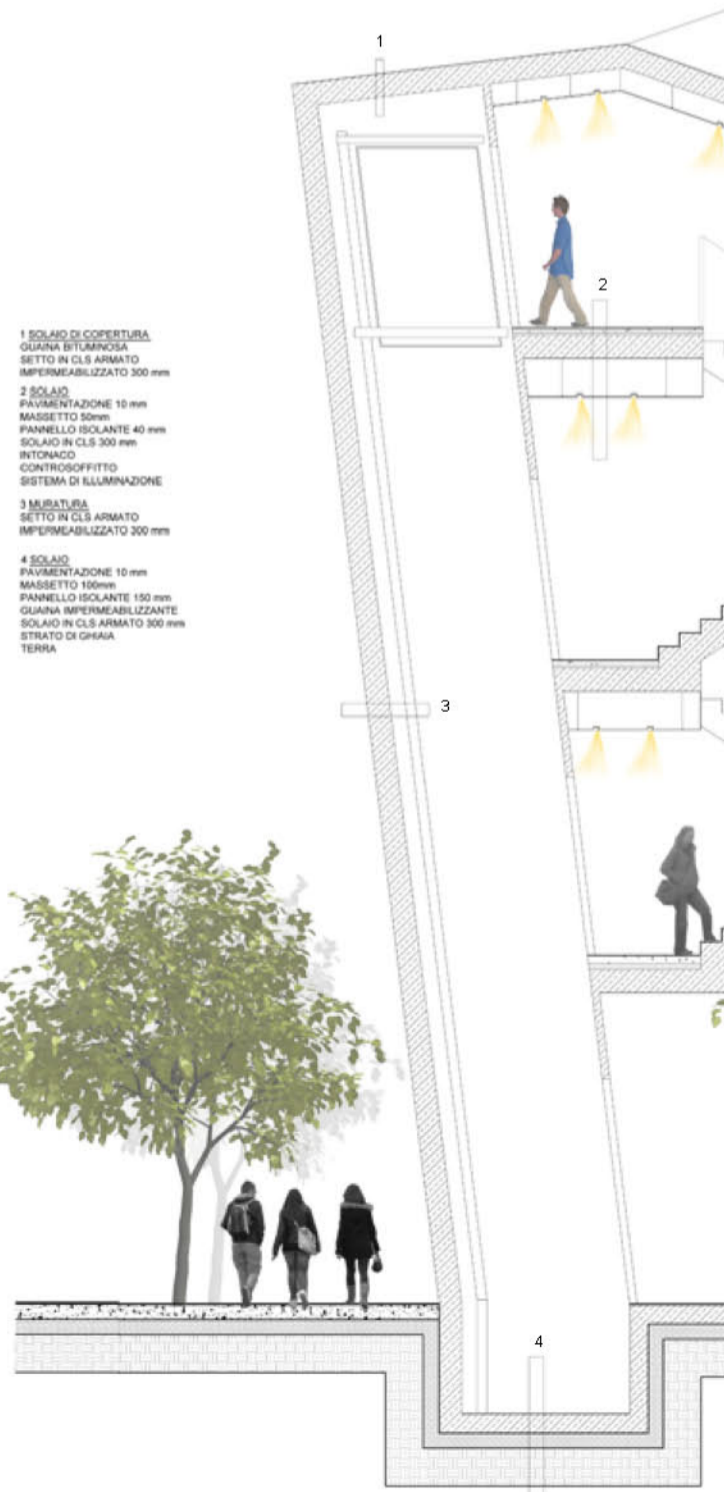 1
2
1 SOLAIO DI COPERTURA
GUAINA BITUMINOSA
SETTO IN CLS ARMATO
IMPERMEABILIZZATO 300 mm
2 SOLAIO
PAVIMENTAZIONE 10 mm
MASSETTO 50mm
PANNELLO ISOLANTE 40 mm
SOLAIO IN CLS 300 mm
INTONACO
CONTROSOFFITTO
SISTEMA DI ILLUMINAZIONE
3 MURATURA
SETTO IN CLS ARMATO
IMPERMEABILIZZATO 300 mm
4 SOLAIO
PAVIMENTAZIONE 10 mm
MASSETTO 100mm
PANNELLO ISOLANTE 150 mm
GUAINA IMPERMEABILIZZANTE
SOLAIO IN CLS ARMATO 300 mm
STRATO DI GHIAIA
TERRA
3
4